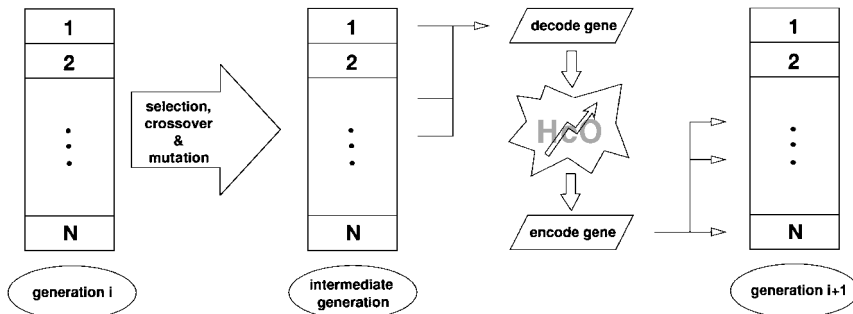 1
2
N
generation i
selection,
crossover
&
mutation
1
2
N
intermediate
generation
decode gene
HcO
encode gene
1
2
N
generation i+1